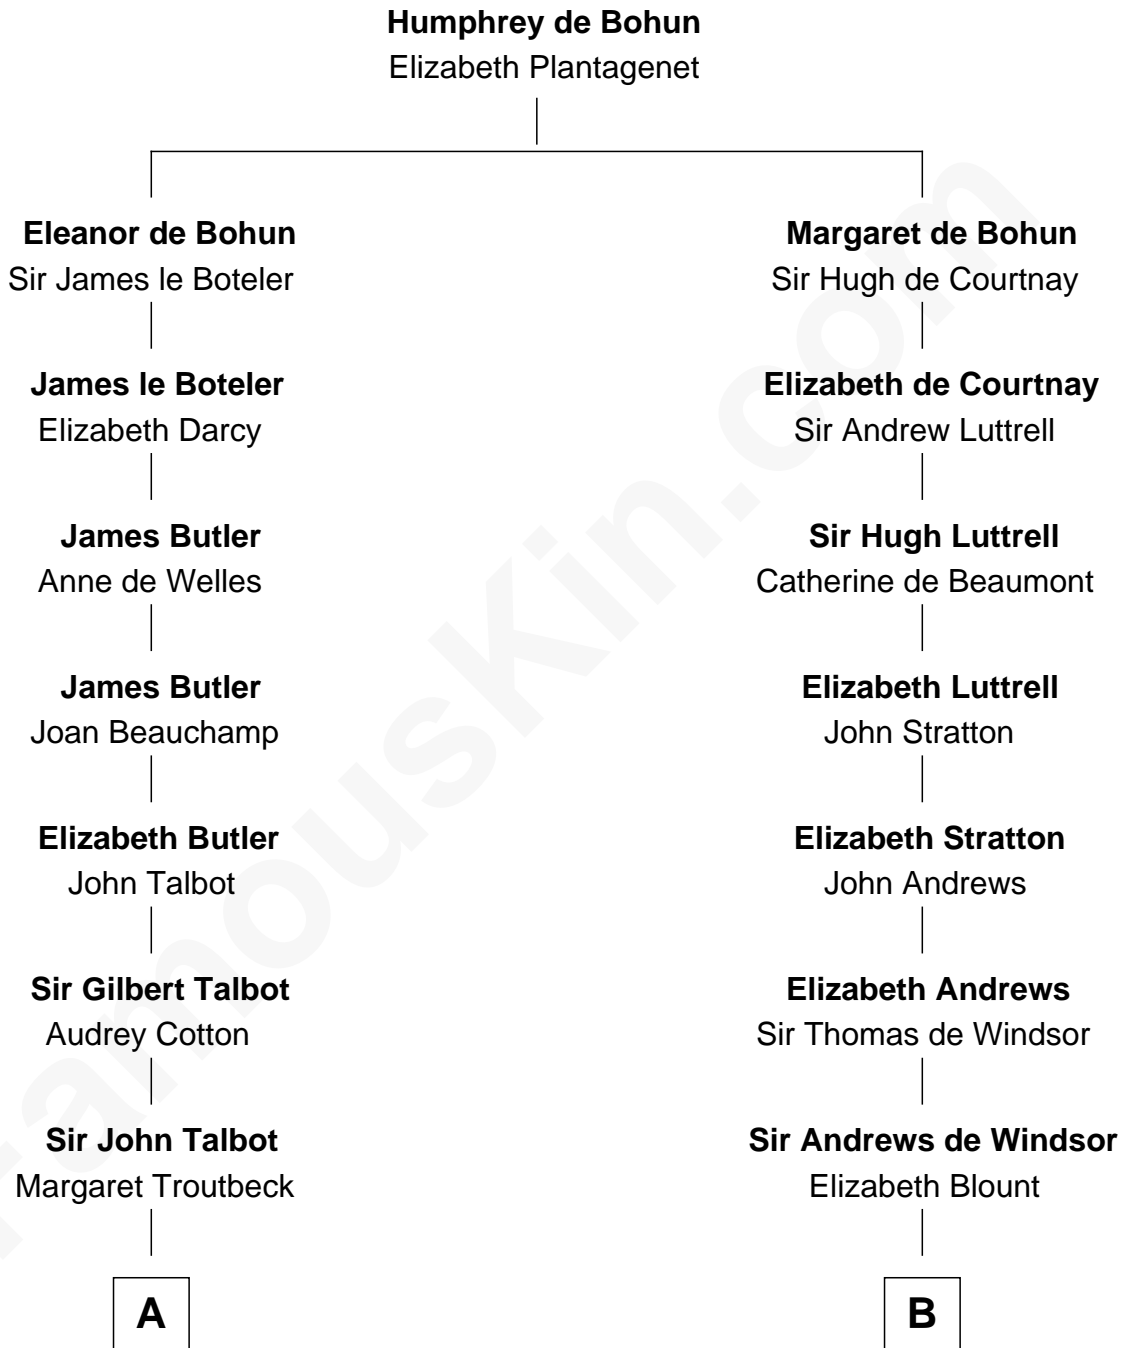 Humphrey de Bohun
Elizabeth Plantagenet
Eleanor de Bohun
Sir James le Boteler
James le Boteler
Elizabeth Darcy
James Butler
Anne de Welles
James Butler
Joan Beauchamp
Elizabeth Butler
John Talbot
Sir Gilbert Talbot
Audrey Cotton
Sir John Talbot
Margaret Troutbeck
A
Margaret de Bohun
Sir Hugh de Courtnay
Elizabeth de Courtnay
Sir Andrew Luttrell
Sir Hugh Luttrell
Catherine de Beaumont
Elizabeth Luttrell
John Stratton
Elizabeth Stratton
John Andrews
Elizabeth Andrews
Sir Thomas de Windsor
Sir Andrews de Windsor
Elizabeth Blount
B
FamousKin.com